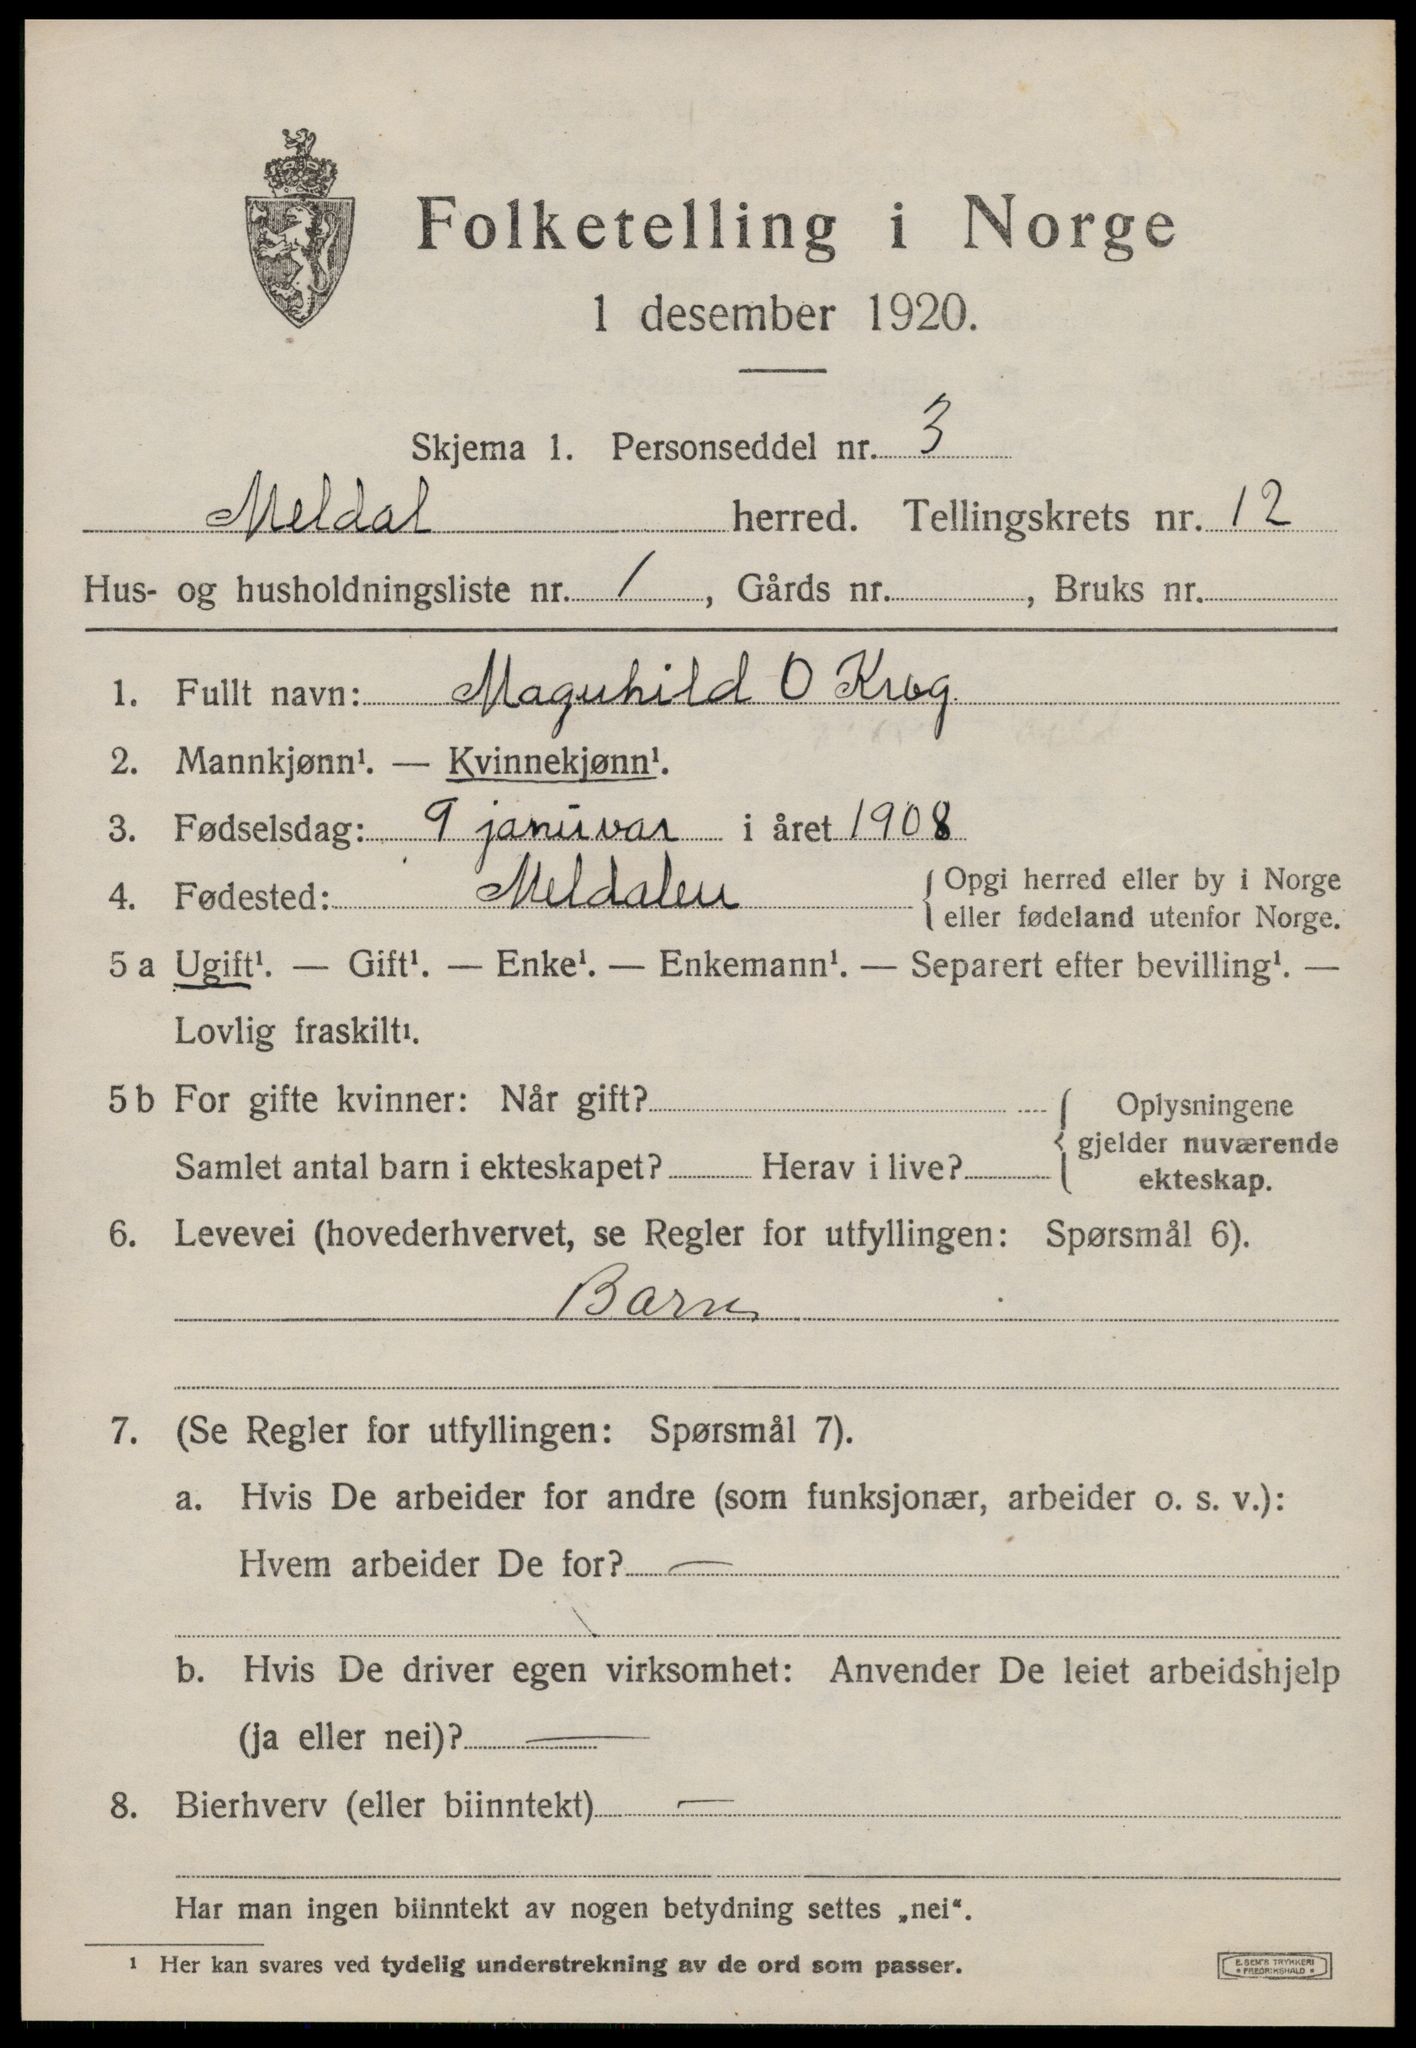 Folketelling i Norge
1 desember 1920.
Skjema 1. Personseddel nr. 3
Meldal herred. Tellingskrets nr. 12
Hus- og husholdningsliste nr. 1, Gårds nr. , Bruks nr.
1. Fullt navn: Magnhild O Krog
2. Mannkjønn¹. — Kvinnekjønn¹.
3. Fødselsdag: 9 januvar i året 1908
4. Fødested: Meldalen { Opgi herred eller by i Norge
eller fødeland utenfor Norge.
5 a Ugift¹. — Gift¹. — Enke¹. — Enkemann¹. — Separert efter bevilling¹. —
Lovlig fraskilt¹.
5 b For gifte kvinner: Når gift? { Oplysningene
gjelder nuværende
Samlet antal barn i ekteskapet? Herav i live? ekteskap.
6. Levevei (hovederhvervet, se Regler for utfyllingen: Spørsmål 6).
Barn
7. (Se Regler for utfyllingen: Spørsmål 7).
a. Hvis De arbeider for andre (som funksjonær, arbeider o. s. v.):
Hvem arbeider De for? —
b. Hvis De driver egen virksomhet: Anvender De leiet arbeidshjelp
(ja eller nei)? —
8. Bierhverv (eller biinntekt) —
Har man ingen biinntekt av nogen betydning settes „nei“.
¹ Her kan svares ved tydelig understrekning av de ord som passer.
E. SEM'S TRYKKERI
* FREDRIKSHALD *